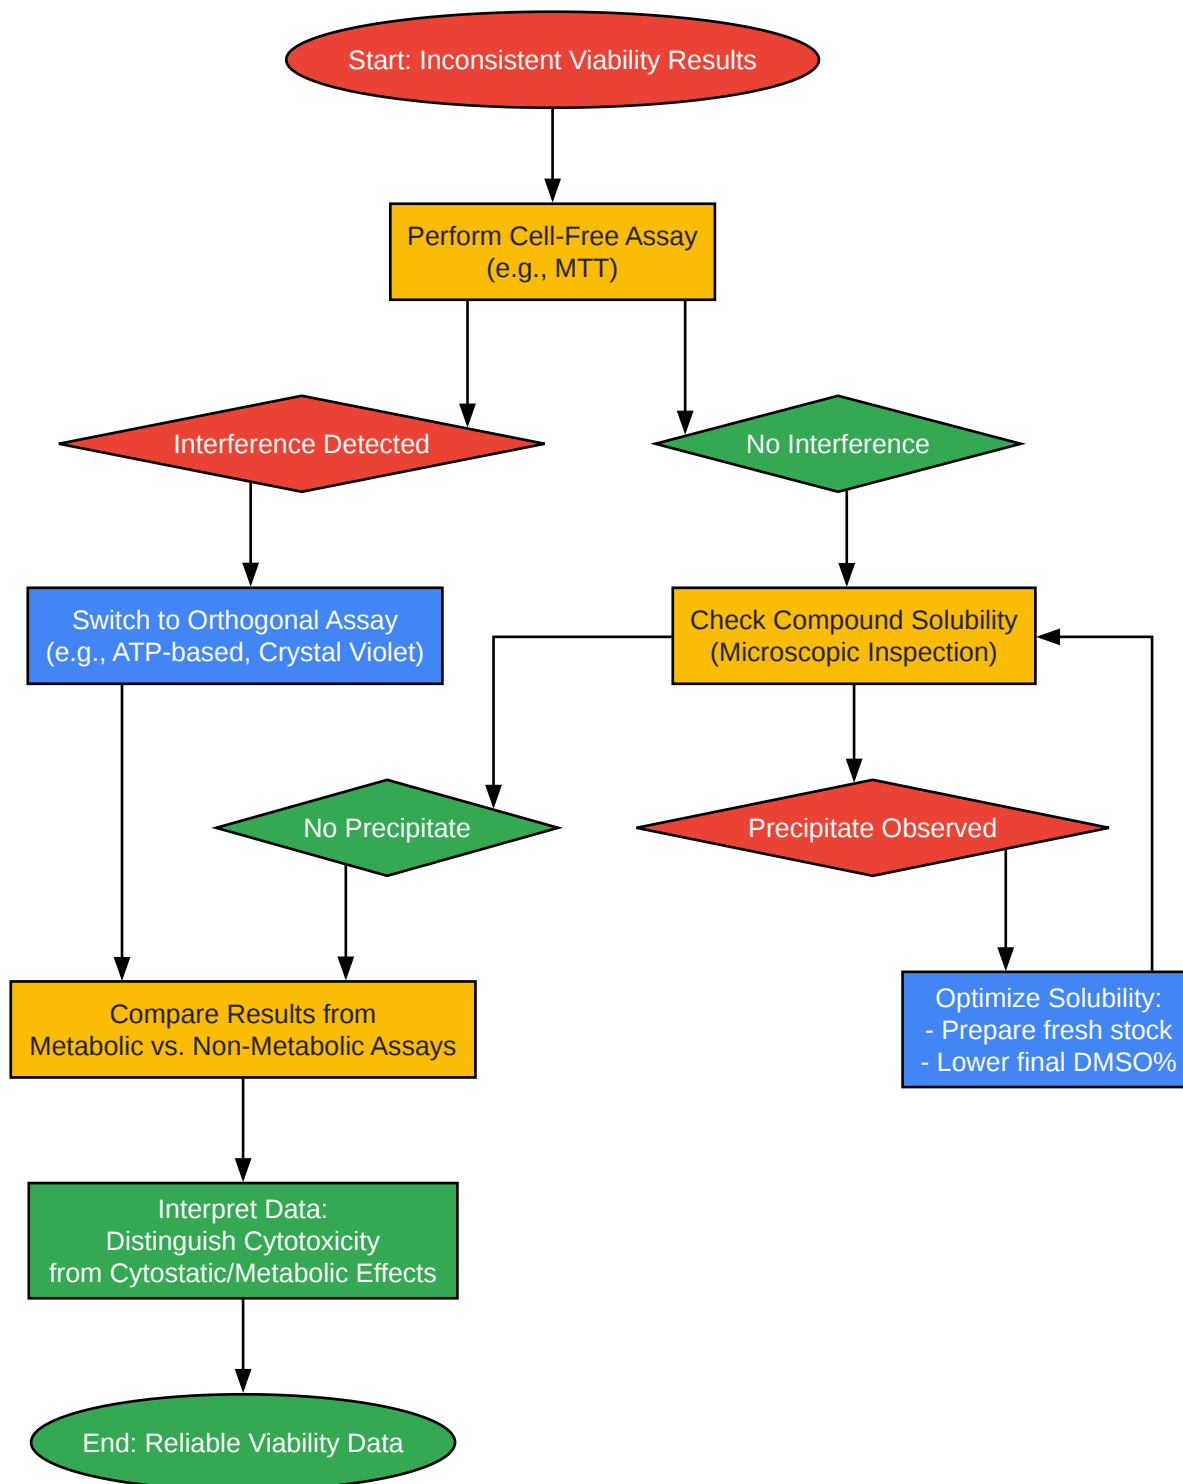 Start: Inconsistent Viability Results
Perform Cell-Free Assay
(e.g., MTT)
Interference Detected
No Interference
Switch to Orthogonal Assay
(e.g., ATP-based, Crystal Violet)
Check Compound Solubility
(Microscopic Inspection)
No Precipitate
Precipitate Observed
Compare Results from
Metabolic vs. Non-Metabolic Assays
Optimize Solubility:
- Prepare fresh stock
- Lower final DMSO%
Interpret Data:
Distinguish Cytotoxicity
from Cytostatic/Metabolic Effects
End: Reliable Viability Data